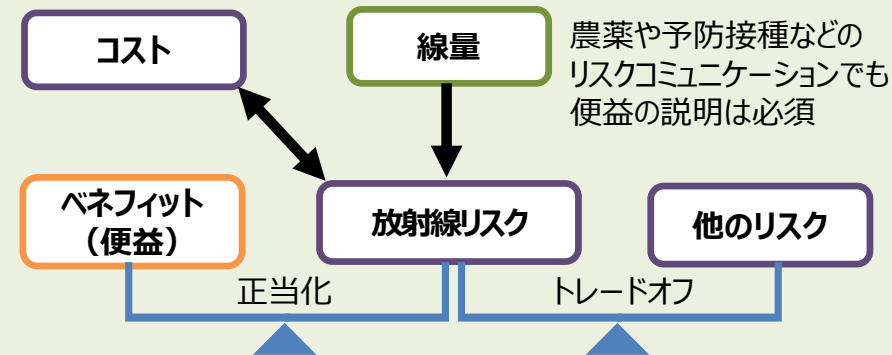 コスト
線量
農薬や予防接種などの
リスクコミュニケーションでも
便益の説明は必須
ベネフィット
（便益）
放射線リスク
他のリスク
正当化
トレードオフ